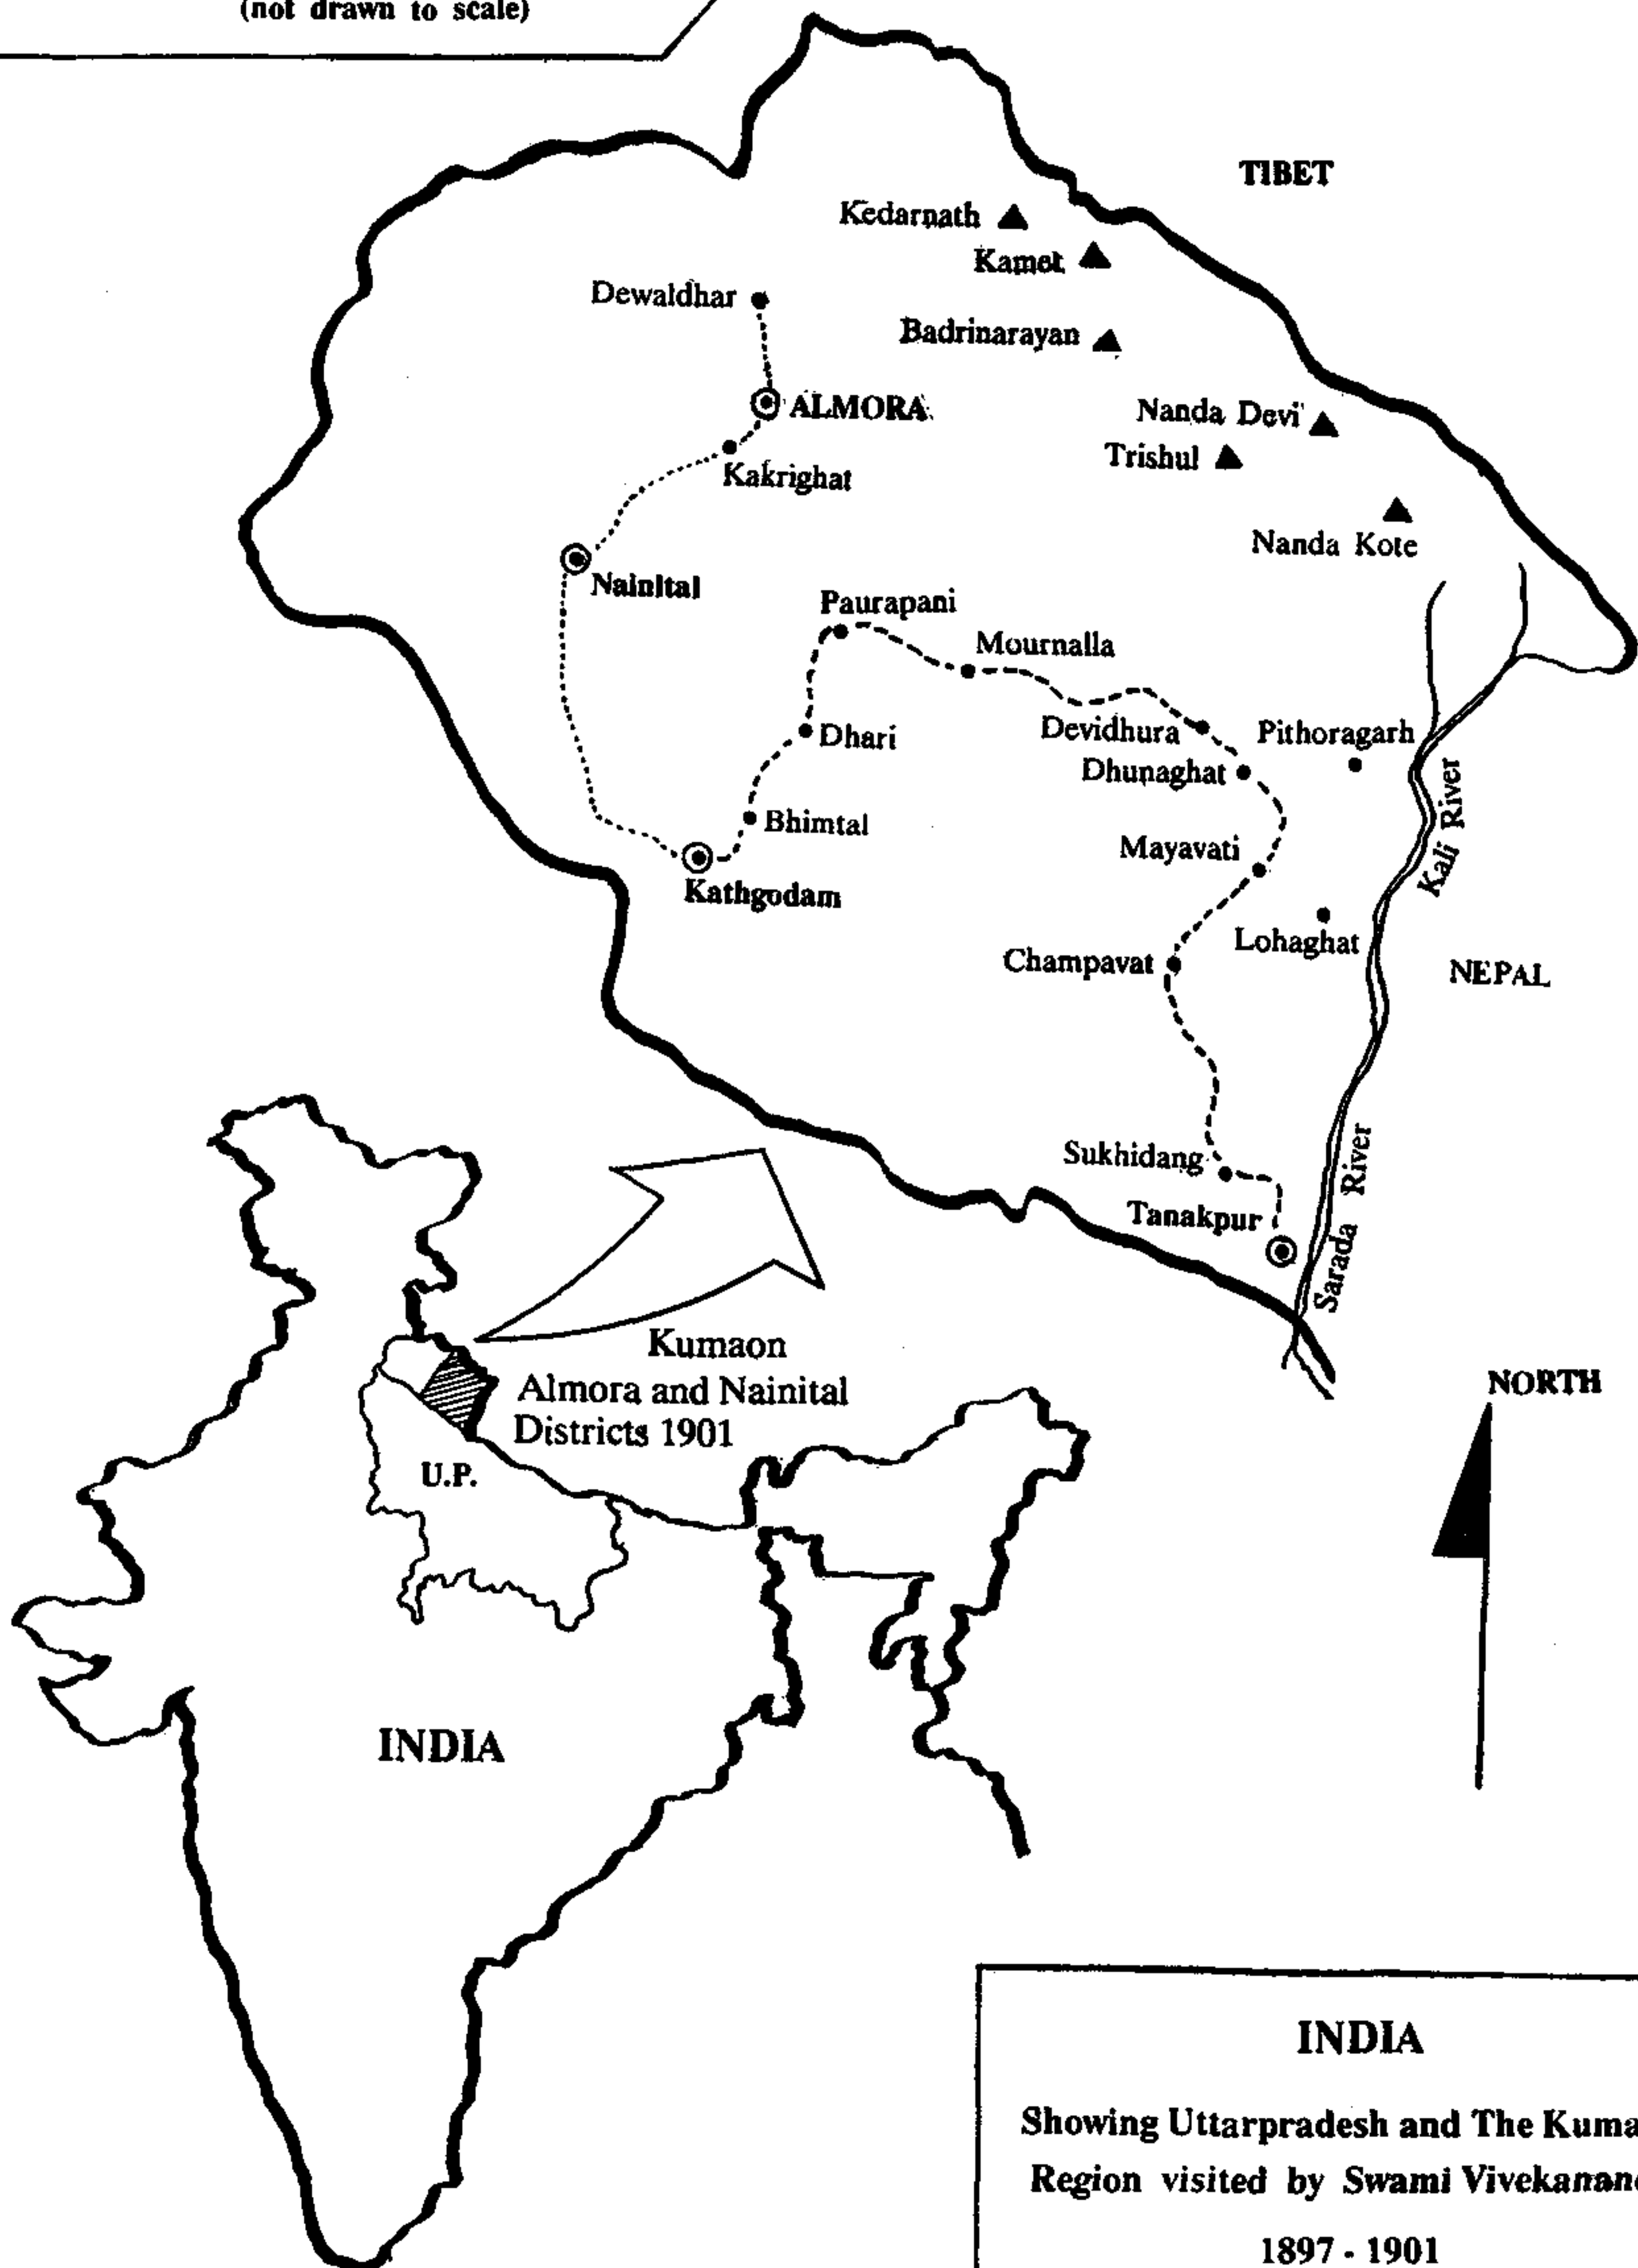 (not drawn to scale)
TIBET
Kedarnath
Kamet
Dewaldhar
Badrinarayan
ALMORA
Nanda Devi
Trishul
Kakrighat
Nanda Kote
Nainital
Paurapani
Mournalla
Devidhura
Pithoragarh
Dhari
Dhunaghat
Bhimtal
Kali River
Mayavati
Kathgodam
Lohaghat
Champavat
NEPAL
Sukhidang
Tanakpur
Sarada River
Kumaon
Almora and Nainital
Districts 1901
NORTH
U.P.
INDIA
INDIA
Showing Uttarpradesh and The Kuma
Region visited by Swami Vivekanan
1897 - 1901